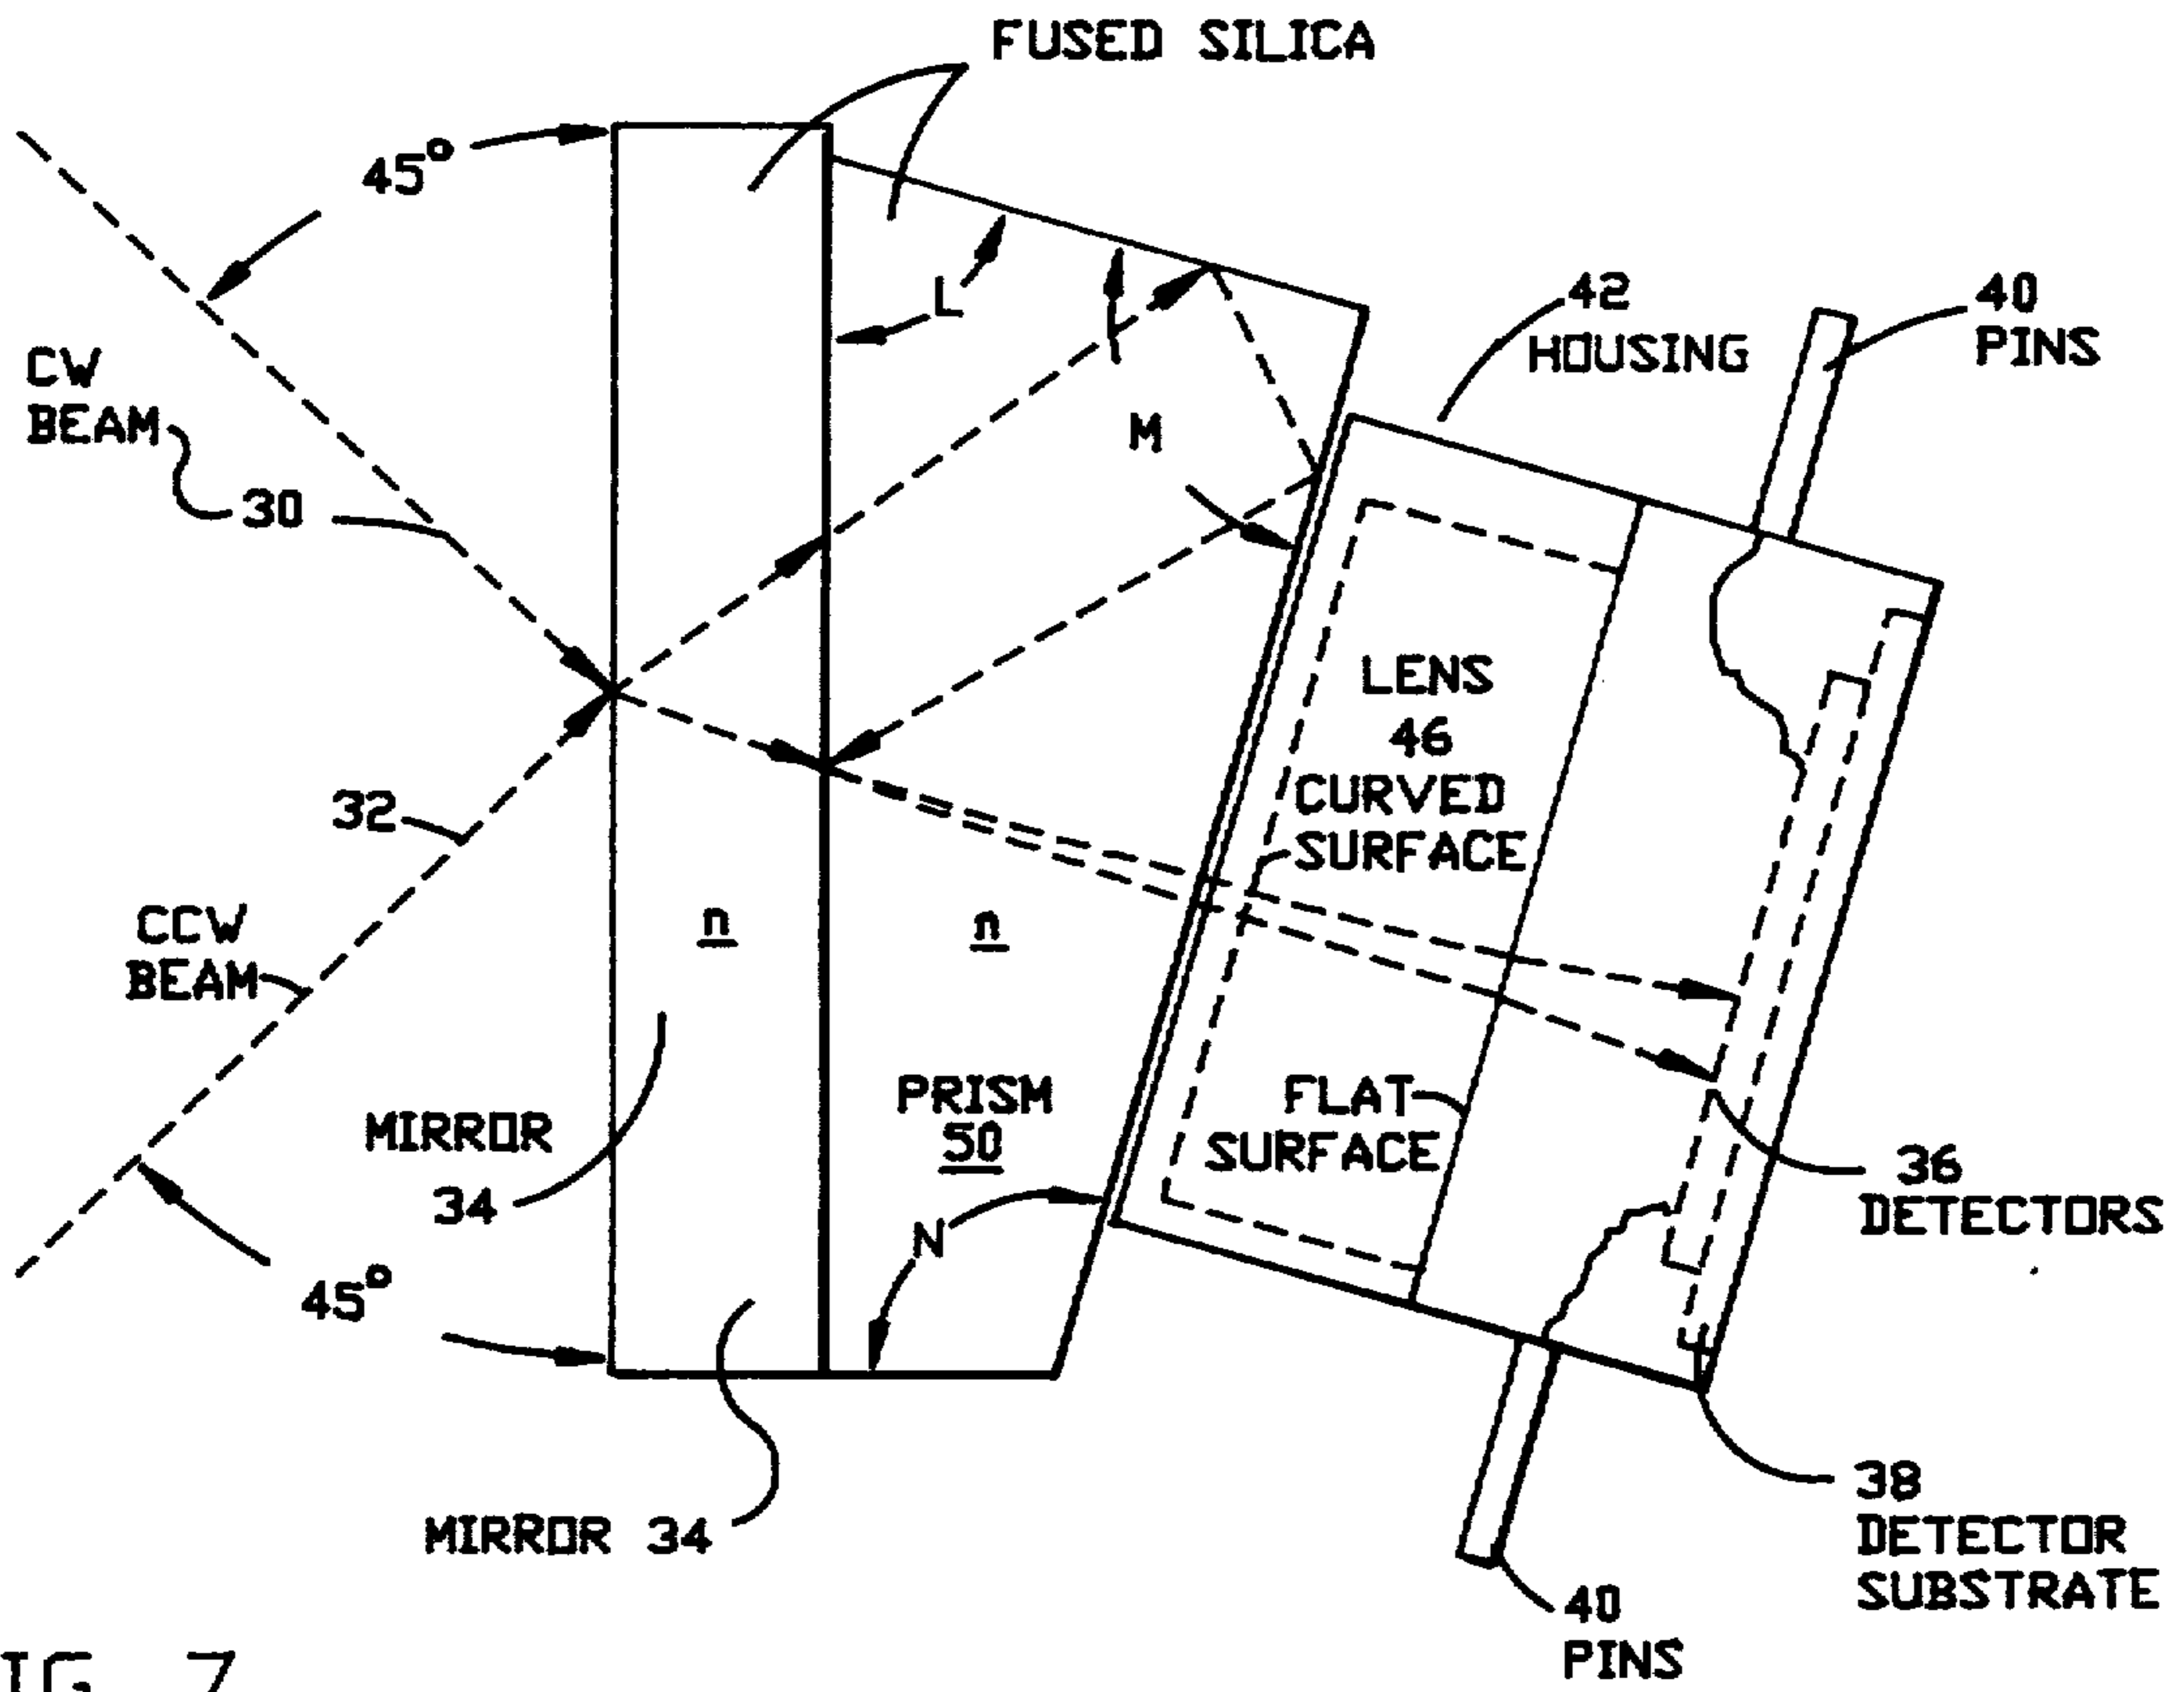 FUSED SILICA
45°
L
42
HOUSING
40
PINS
CW
BEAM
30
M
LENS
46
CURVED
SURFACE
32
CCW
BEAM
n
n
MIRROR
34
PRISM
50
FLAT
SURFACE
36
DETECTORS
N
45°
MIRROR 34
38
DETECTOR
SUBSTRATE
40
PINS
IG. 7